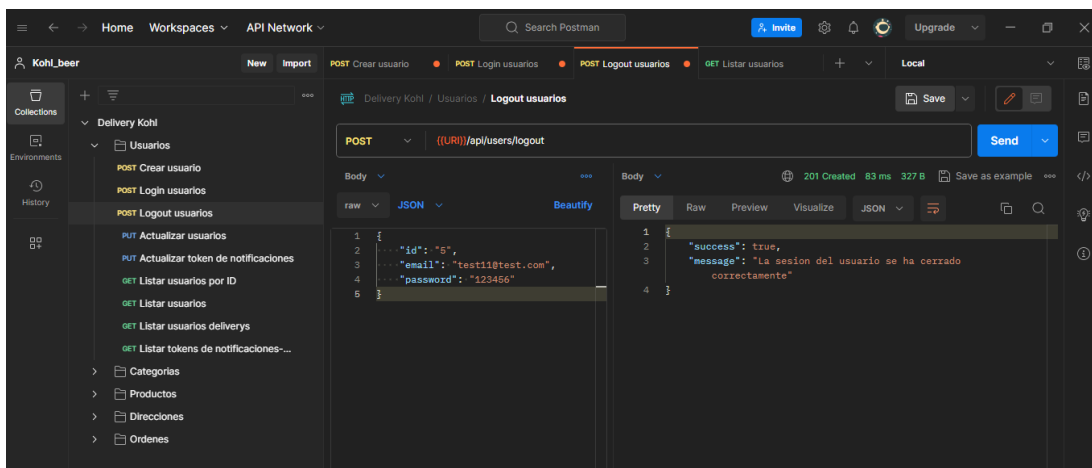 Home Workspaces API Network Search Postman Invite Upgrade
Kohl_beer New Import POST Crear usuario POST Login usuarios POST Logout usuarios GET Listar usuarios Local
Collections
Environments
History
Delivery Kohl
Usuarios
POST Crear usuario
POST Login usuarios
POST Logout usuarios
PUT Actualizar usuarios
PUT Actualizar token de notificaciones
GET Listar usuarios por ID
GET Listar usuarios
GET Listar usuarios deliverys
GET Listar tokens de notificaciones-...
Categorias
Productos
Direcciones
Ordenes
HTTP Delivery Kohl / Usuarios / Logout usuarios Save
POST {{URI}}/api/users/logout Send
Body
raw JSON Beautify
1 {
2 "id": "5",
3 "email": "test11@test.com",
4 "password": "123456"
5 }
Body 201 Created 83 ms 327 B Save as example
Pretty Raw Preview Visualize JSON
1 {
2 "success": true,
3 "message": "La sesion del usuario se ha cerrado
correctamente"
4 }